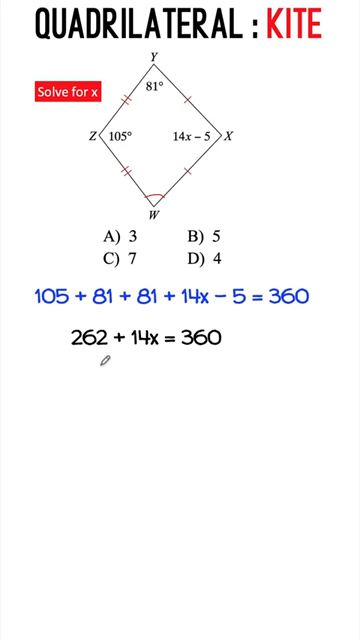 QUADRILATERAL : KITE
Solve for x
Y
81°
Z 105° 14x – 5 X
W
A) 3 B) 5
C) 7 D) 4
105 + 81 + 81 + 14x – 5 = 360
262 + 14x = 360